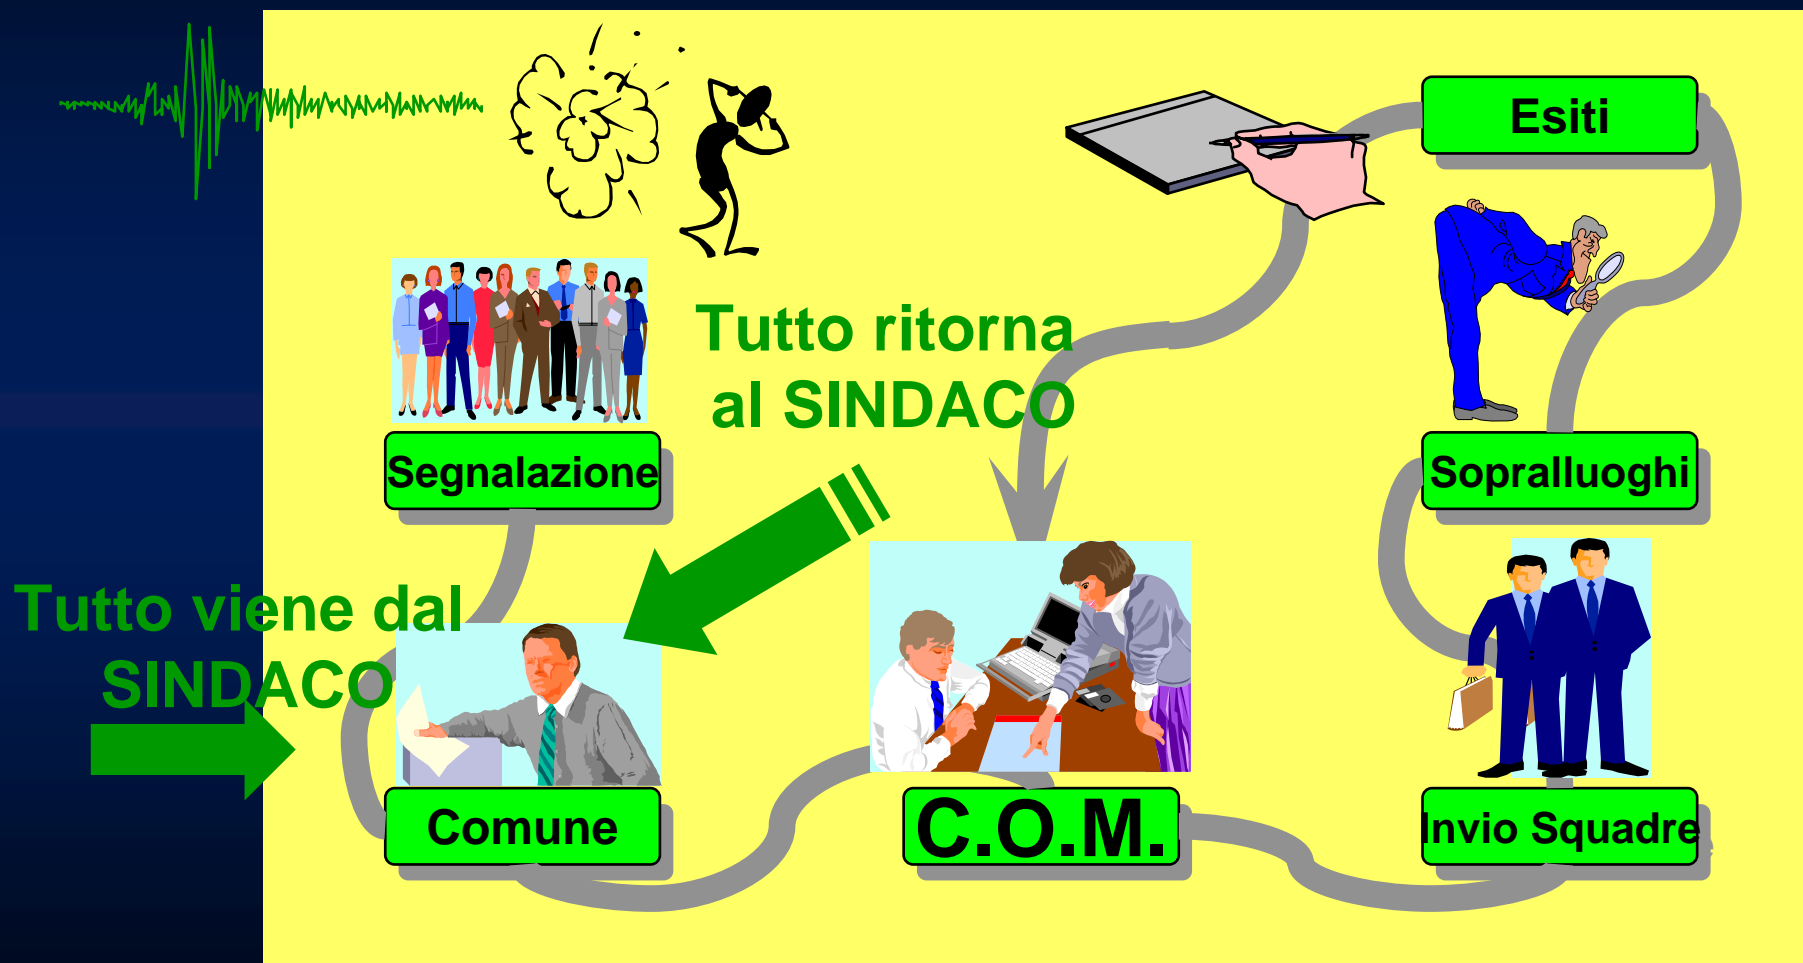 Esiti
Tutto ritorna
al SINDACO
Segnalazione
Sopralluoghi
Tutto viene dal
SINDACO
Comune
C.O.M.
Invio Squadre